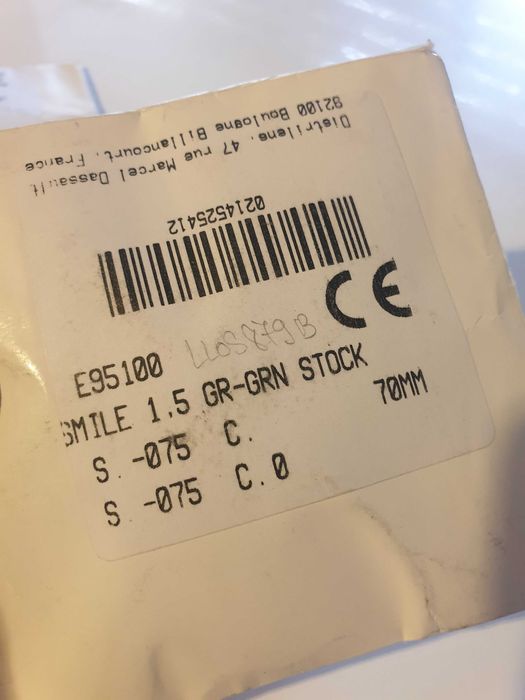 Distrilens, 47 rue Marcel Dassault
92100 Boulogne Billancourt, France
0214525412
CE
E95100 LLOS879B
SMILE 1,5 GR-GRN STOCK
70MM
S. -075 C.
S. -075 C.0